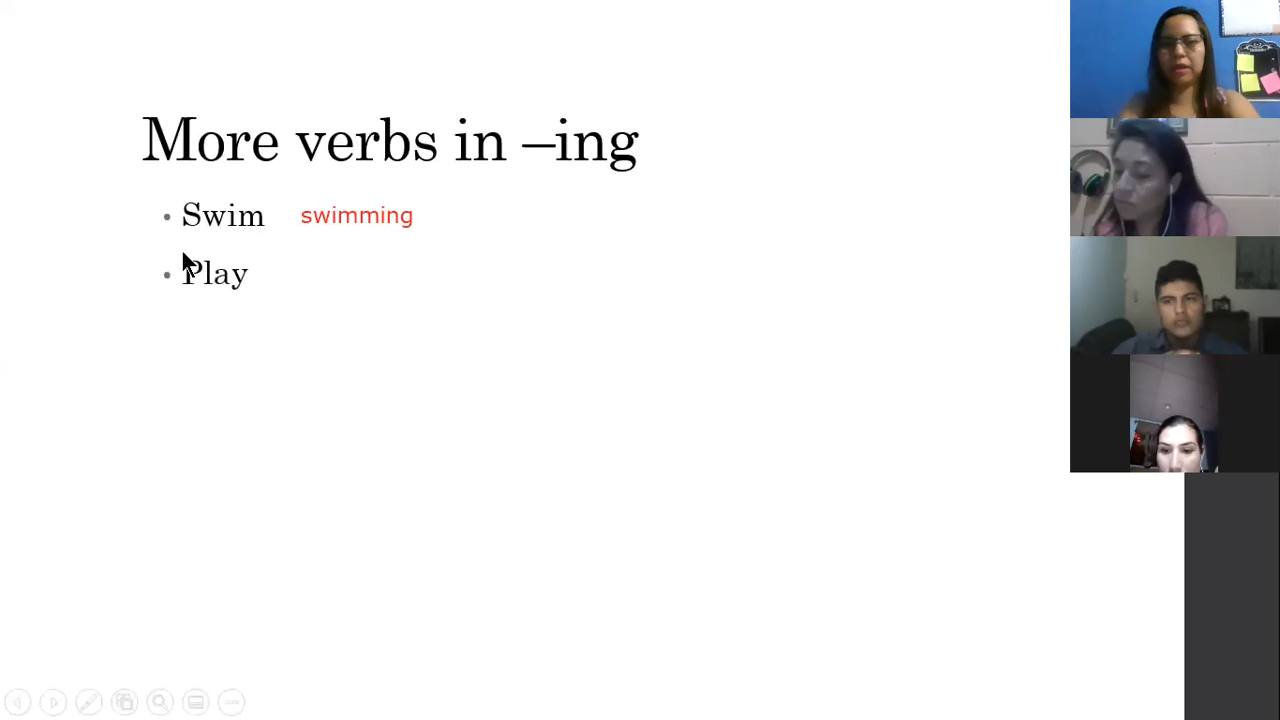 More verbs in –ing
• Swim swimming
• Play